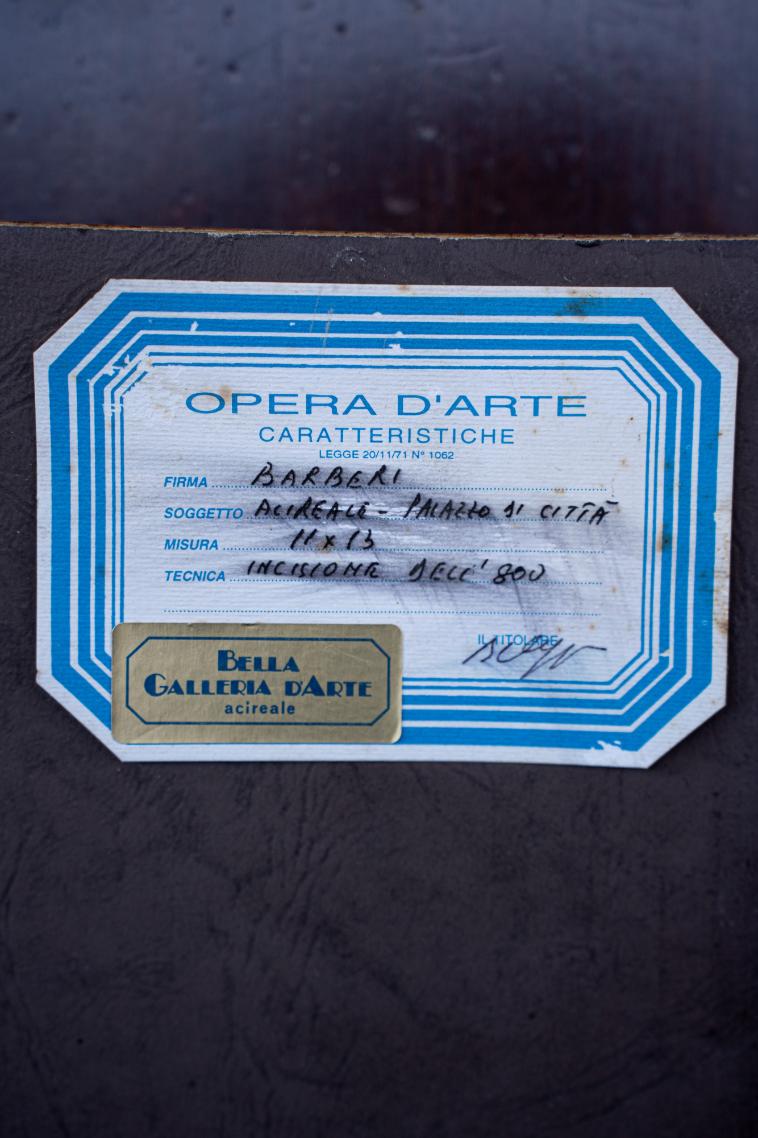 OPERA D'ARTE
CARATTERISTICHE
LEGGE 20/11/71 N° 1062
FIRMA BARBERI
SOGGETTO ACIREALE - PALAZZO DI CITTÀ
MISURA 11 x 13
TECNICA INCISIONE DELL' 800
IL TITOLARE
BELLA
GALLERIA D'ARTE
acireale